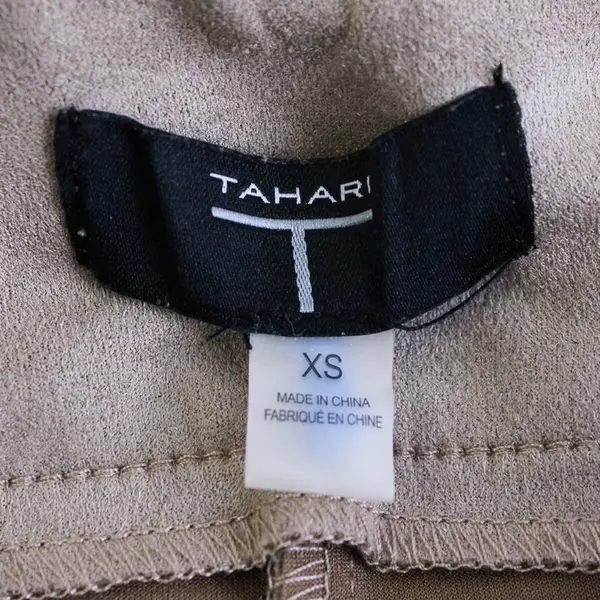 TAHARI
T
XS
MADE IN CHINA
FABRIQUÉ EN CHINE